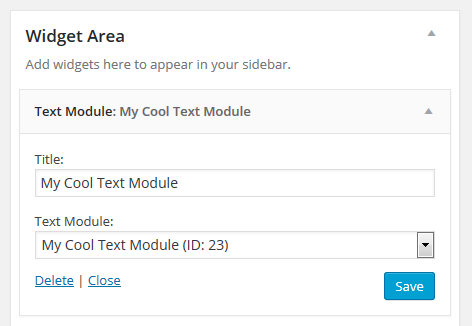 Widget Area
Add widgets here to appear in your sidebar.
Text Module: My Cool Text Module
Title:
My Cool Text Module
Text Module:
My Cool Text Module (ID: 23)
Delete | Close
Save